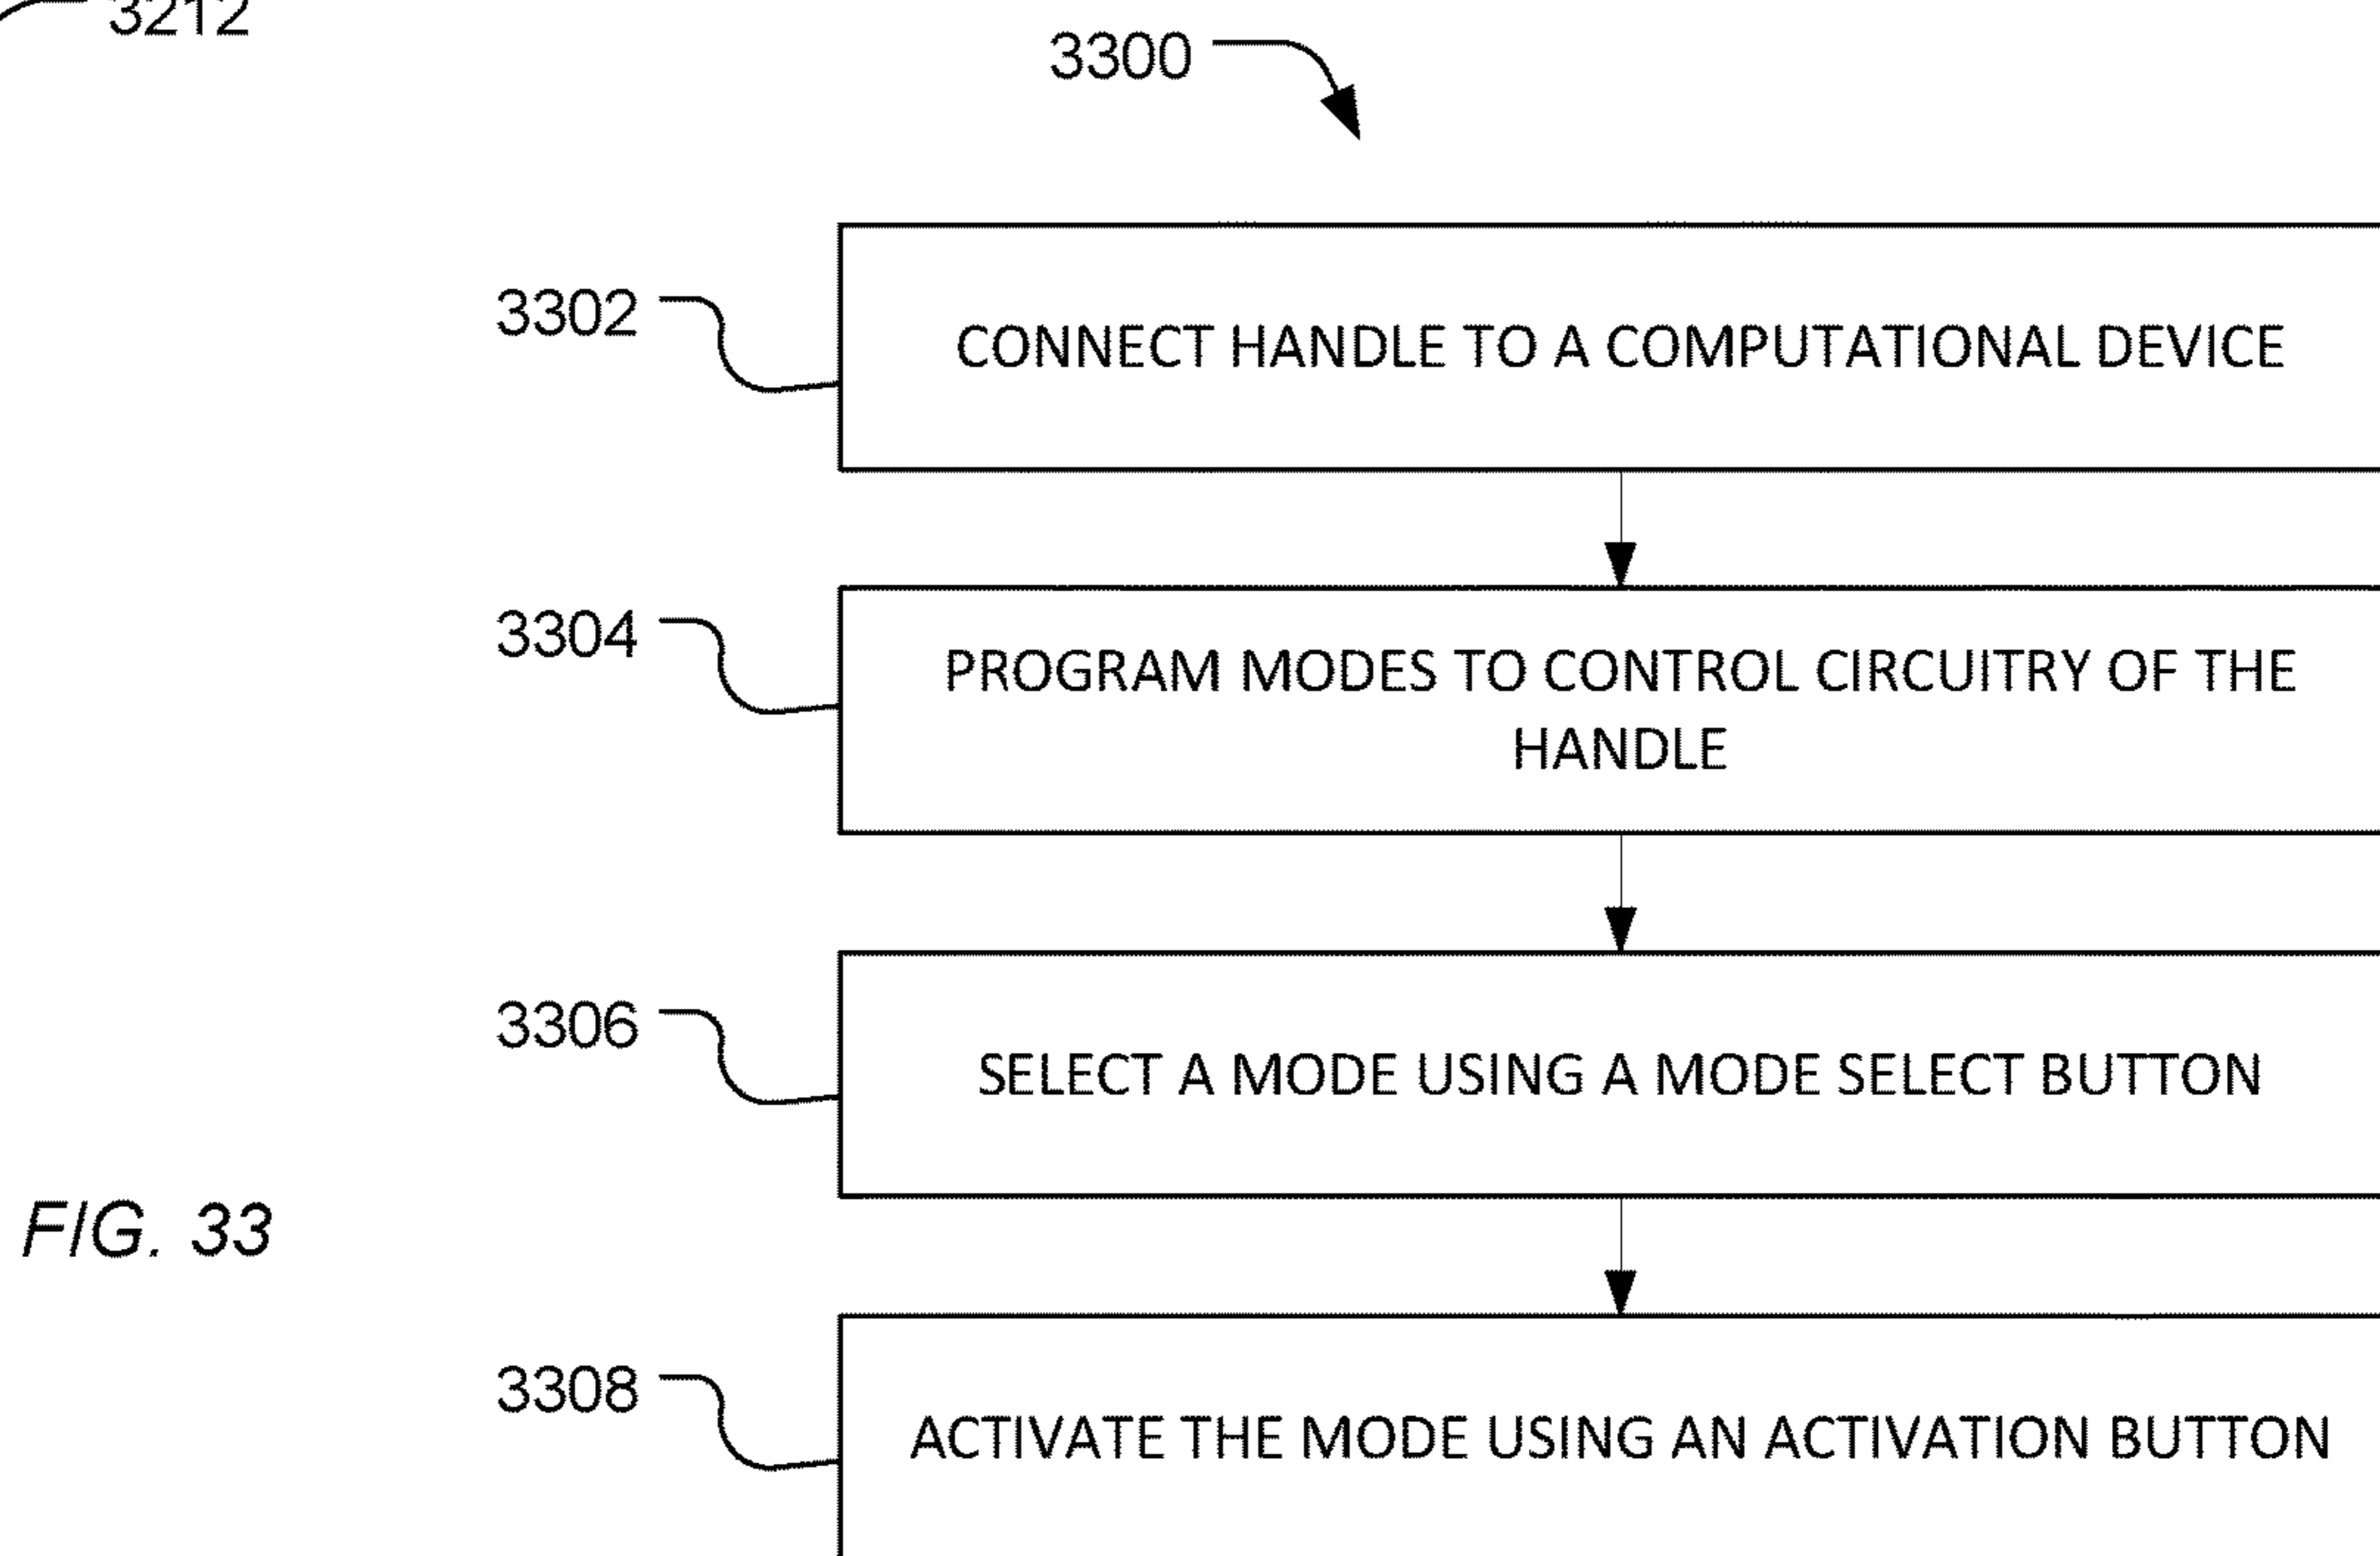 3212
3300
3302
CONNECT HANDLE TO A COMPUTATIONAL DEVICE
3304
PROGRAM MODES TO CONTROL CIRCUITRY OF THE
HANDLE
3306
SELECT A MODE USING A MODE SELECT BUTTON
FIG. 33
3308
ACTIVATE THE MODE USING AN ACTIVATION BUTTON